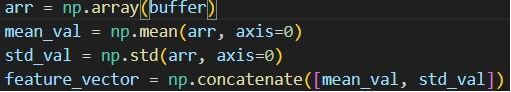 arr = np.array(buffer)
mean_val = np.mean(arr, axis=0)
std_val = np.std(arr, axis=0)
feature_vector = np.concatenate([mean_val, std_val])